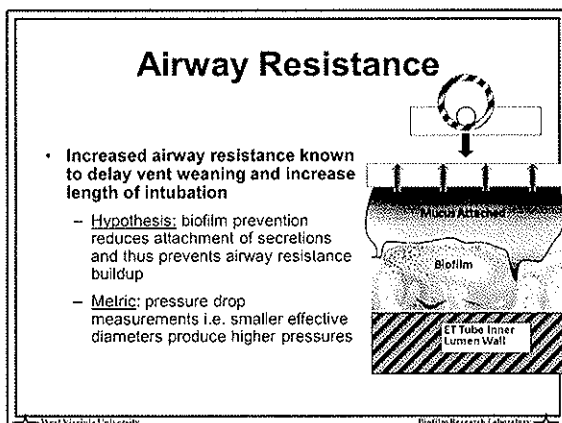 Airway Resistance
• Increased airway resistance known
to delay vent weaning and increase
length of intubation
– Hypothesis: biofilm prevention
reduces attachment of secretions
and thus prevents airway resistance
buildup
– Metric: pressure drop
measurements i.e. smaller effective
diameters produce higher pressures
Mucus Attached
Biofilm
ET Tube Inner
Lumen Wall
West Virginia University
Biofilm Research Laboratory